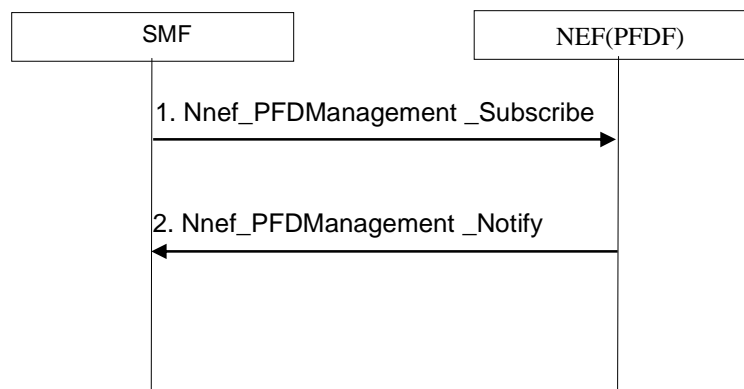 SMF
NEF(PFDF)
1. Nnef_PFDManagement _Subscribe
2. Nnef_PFDManagement _Notify